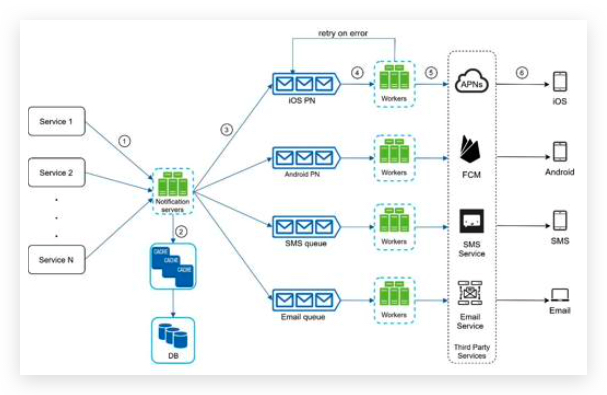 retry on error
4
5
6
APNs
iOS PN
Workers
iOS
Service 1
1
3
Service 2
.
.
.
Notification
servers
Android PN
Workers
FCM
Android
2
SMS queue
Workers
SMS
Service
SMS
Service N
CACHE
CACHE
CACHE
Email queue
Workers
Email
Service
Email
DB
Third Party
Services